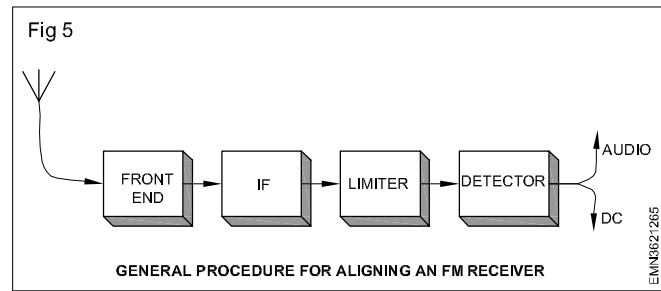 Fig 5
FRONT
END
IF
LIMITER
DETECTOR
AUDIO
DC
GENERAL PROCEDURE FOR ALIGNING AN FM RECEIVER
EMN3621265